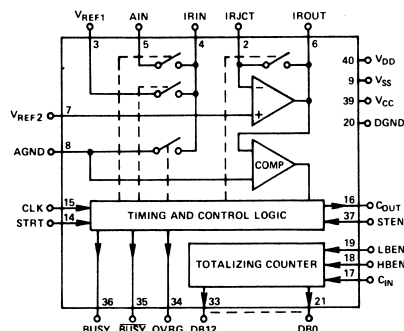 VREF1 AIN IRIN IRJCT IROUT
3 5 4 2 6
40 VDD
9 VSS
39 VCC
20 DGND
VREF2 7
− +
AGND 8
COMP
CLK 15
STRT 14
TIMING AND CONTROL LOGIC
16 COUT
37 STEN
TOTALIZING COUNTER
19 LBEN
18 HBEN
17 CIN
36 35 34 33 21
BUSY BUSY OVRG DB12 DB0